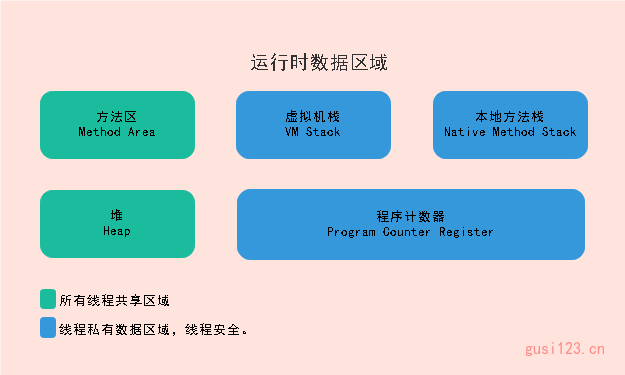 运行时数据区域
方法区
Method Area
虚拟机栈
VM Stack
本地方法栈
Native Method Stack
堆
Heap
程序计数器
Program Counter Register
所有线程共享区域
线程私有数据区域，线程安全。
gusi123.cn